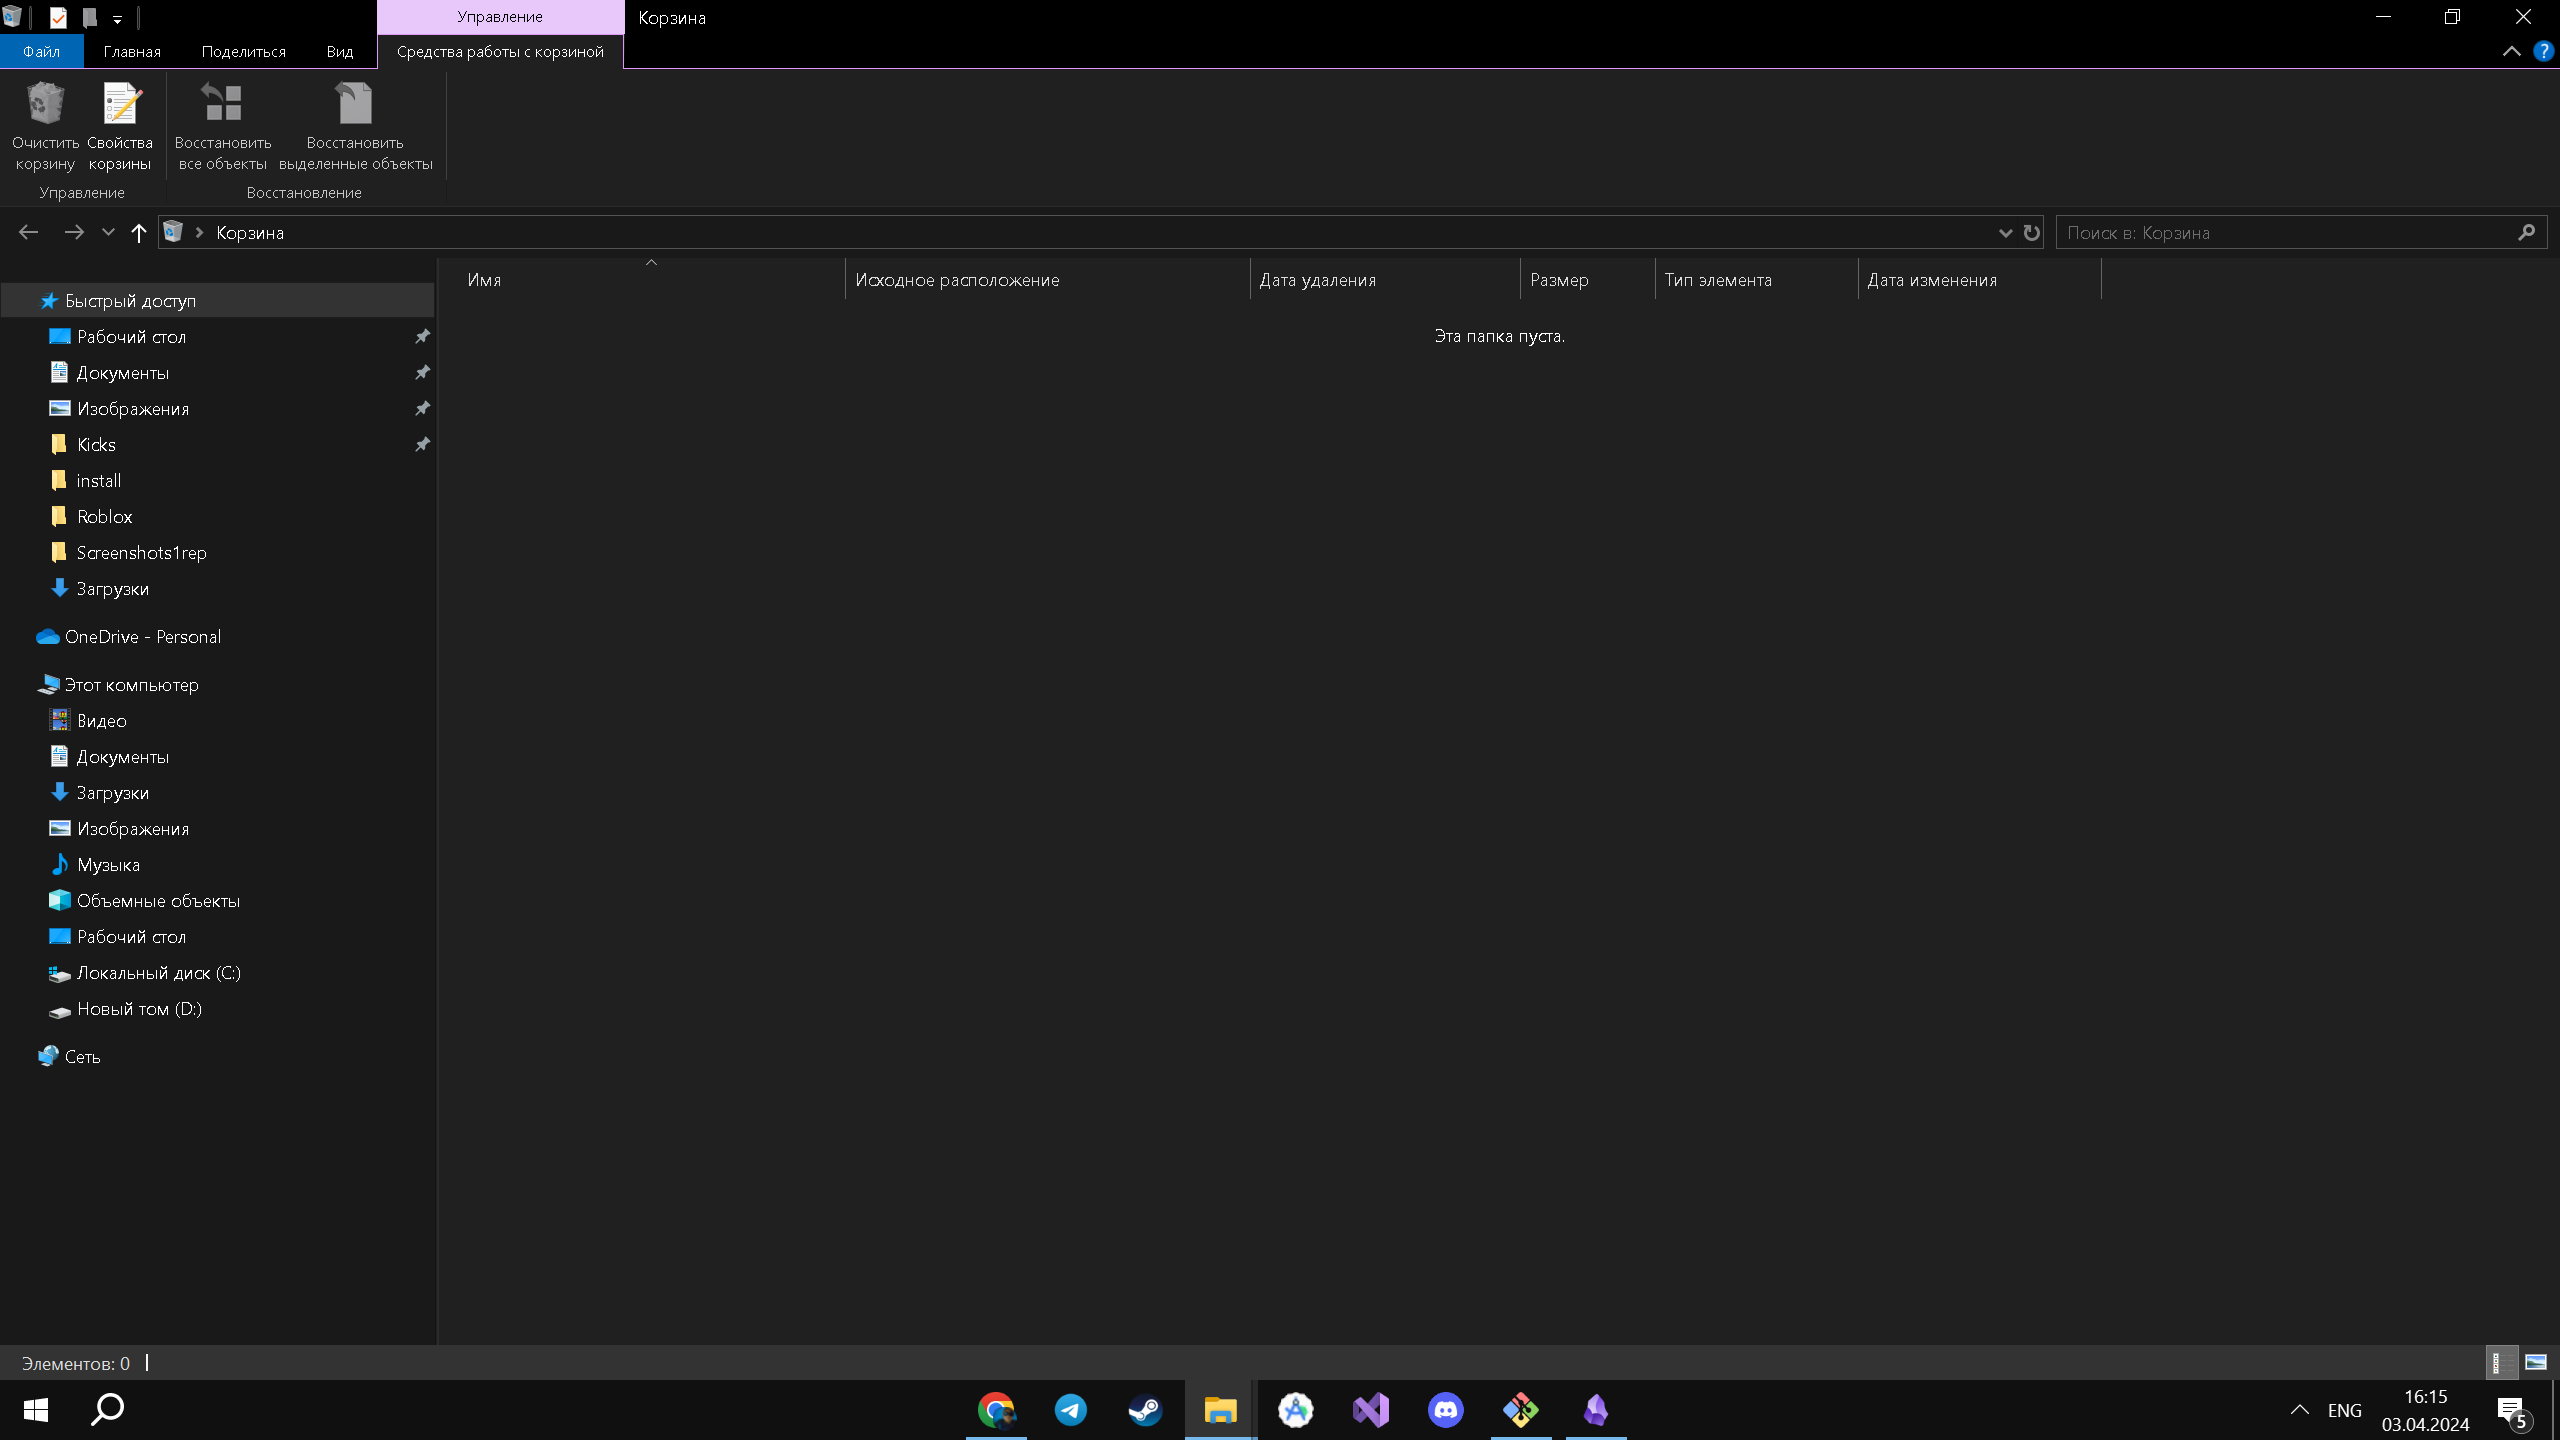 Управление
Корзина
Файл
Главная
Поделиться
Вид
Средства работы с корзиной
Очистить
корзину
Свойства
корзины
Восстановить
все объекты
Восстановить
выделенные объекты
Управление
Восстановление
Корзина
Поиск в: Корзина
Имя
Исходное расположение
Дата удаления
Размер
Тип элемента
Дата изменения
Эта папка пуста.
Быстрый доступ
Рабочий стол
Документы
Изображения
Kicks
install
Roblox
Screenshots1rep
Загрузки
OneDrive - Personal
Этот компьютер
Видео
Документы
Загрузки
Изображения
Музыка
Объемные объекты
Рабочий стол
Локальный диск (C:)
Новый том (D:)
Сеть
Элементов: 0
ENG
16:15
03.04.2024
5